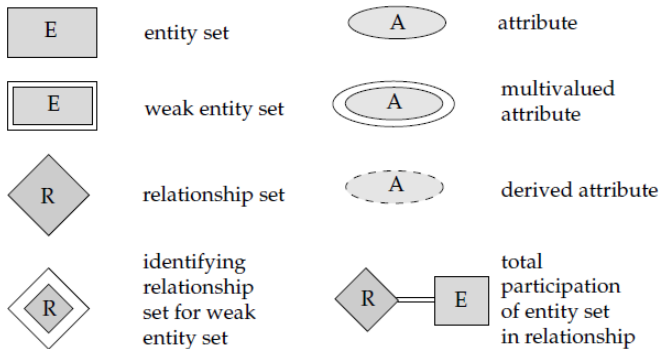 E
entity set
A
attribute
E
weak entity set
A
multivalued
attribute
R
relationship set
A
derived attribute
R
identifying
relationship
set for weak
entity set
R
E
total
participation
of entity set
in relationship